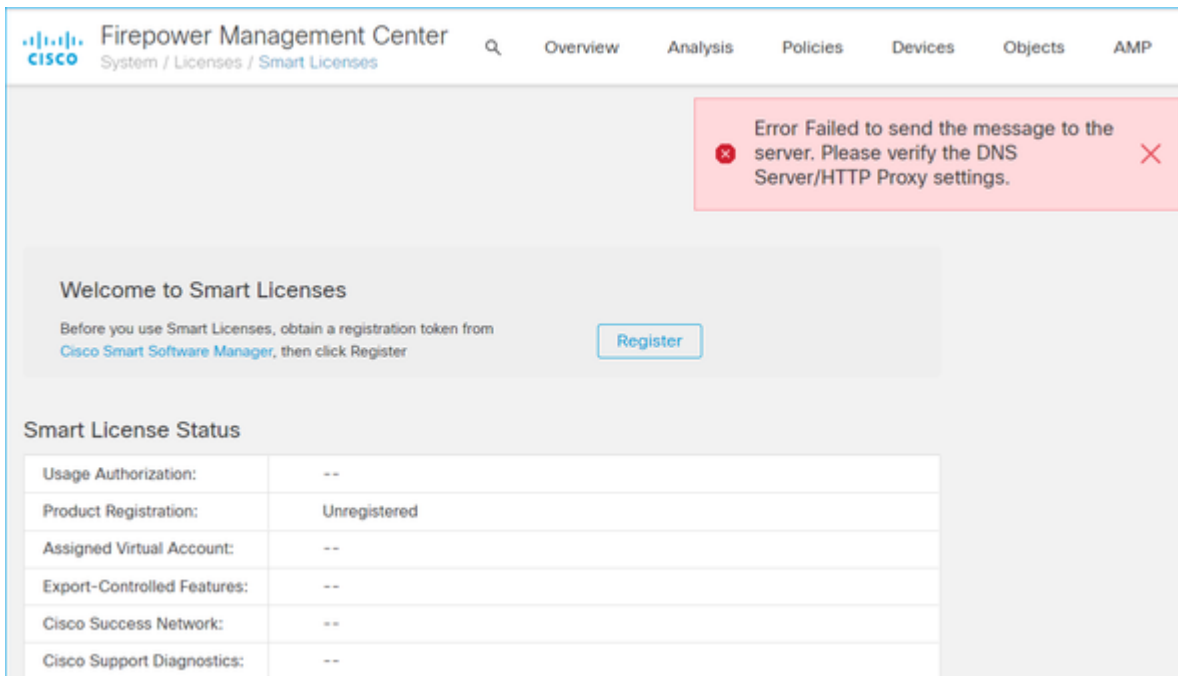 Firepower Management Center
CISCO
System / Licenses / Smart Licenses
Overview
Analysis
Policies
Devices
Objects
AMP
Error Failed to send the message to the
server. Please verify the DNS
Server/HTTP Proxy settings.
Welcome to Smart Licenses
Before you use Smart Licenses, obtain a registration token from
Cisco Smart Software Manager, then click Register
Register
Smart License Status
Usage Authorization: --
Product Registration: Unregistered
Assigned Virtual Account: --
Export-Controlled Features: --
Cisco Success Network: --
Cisco Support Diagnostics: --